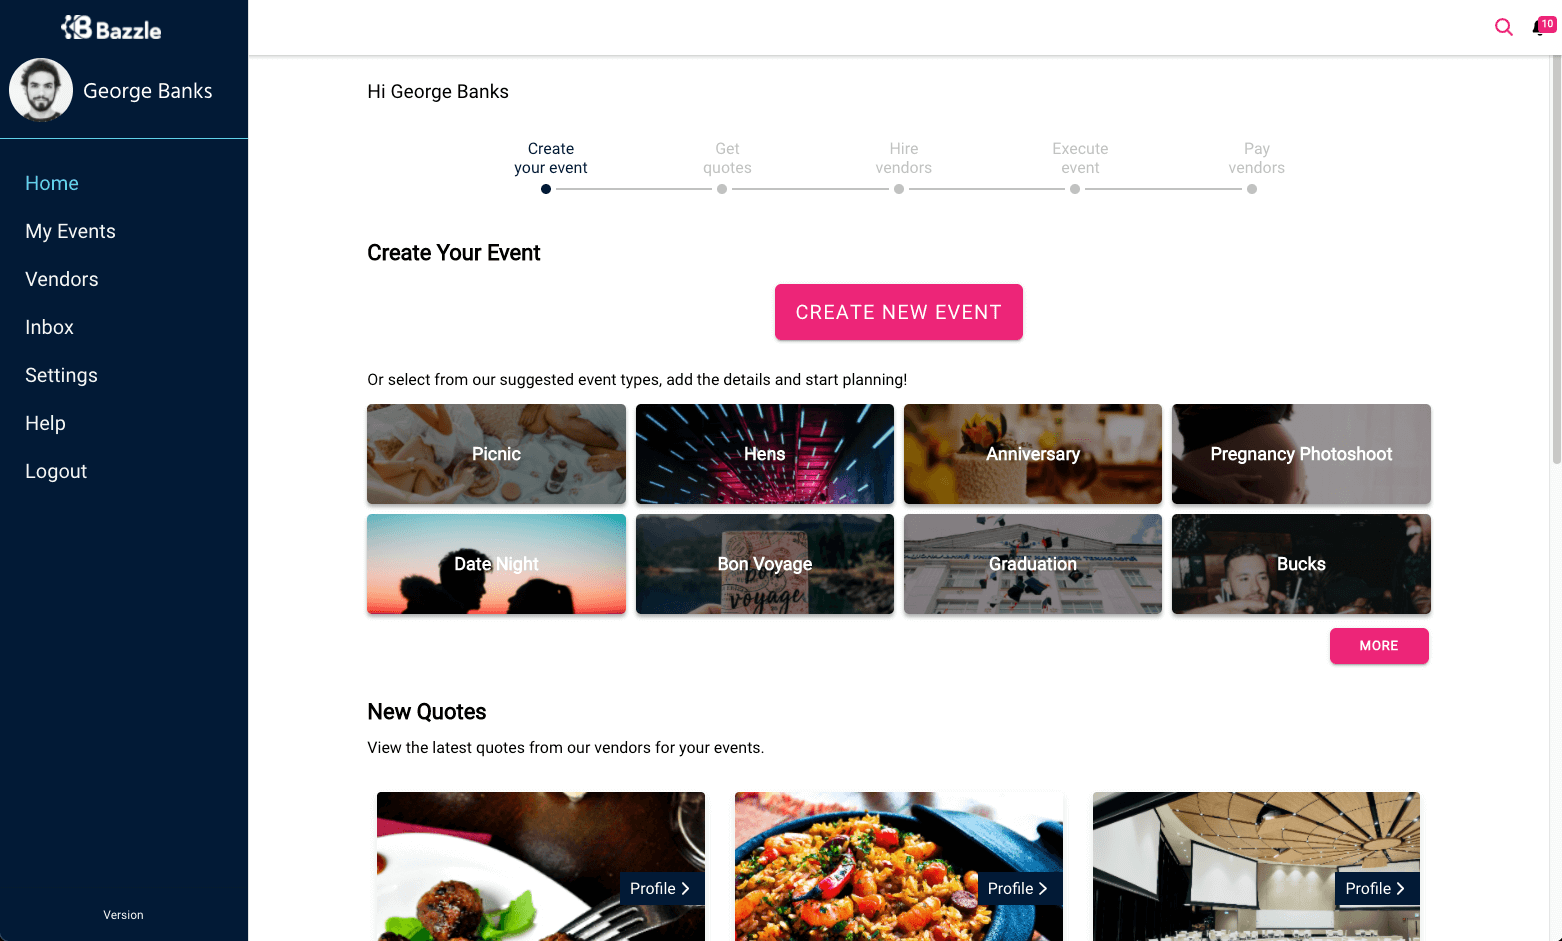 Bazzle
George Banks
Home
My Events
Vendors
Inbox
Settings
Help
Logout
Version
10
Hi George Banks
Create
your event
Get
quotes
Hire
vendors
Execute
event
Pay
vendors
Create Your Event
CREATE NEW EVENT
Or select from our suggested event types, add the details and start planning!
Picnic
Hens
Anniversary
Pregnancy Photoshoot
Date Night
Bon Voyage
bon
voyage
Graduation
Bucks
MORE
New Quotes
View the latest quotes from our vendors for your events.
Profile
Profile
Profile